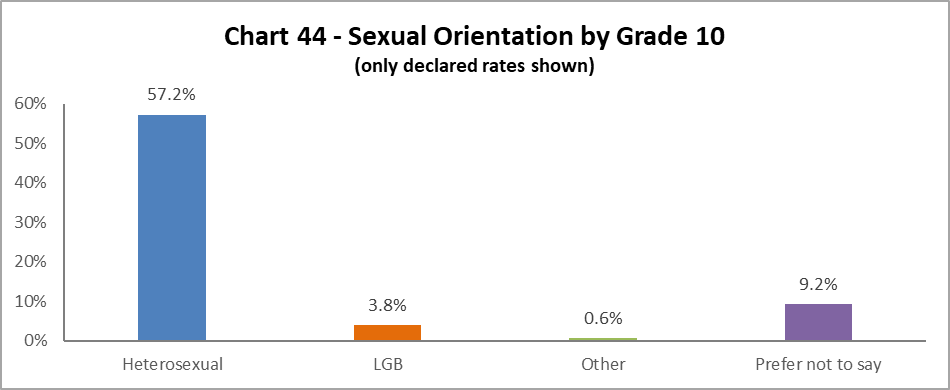 Chart 44 - Sexual Orientation by Grade 10
(only declared rates shown)
57.2%
60%
50%
40%
30%
20%
10%
0%
3.8%
0.6%
9.2%
Heterosexual
LGB
Other
Prefer not to say